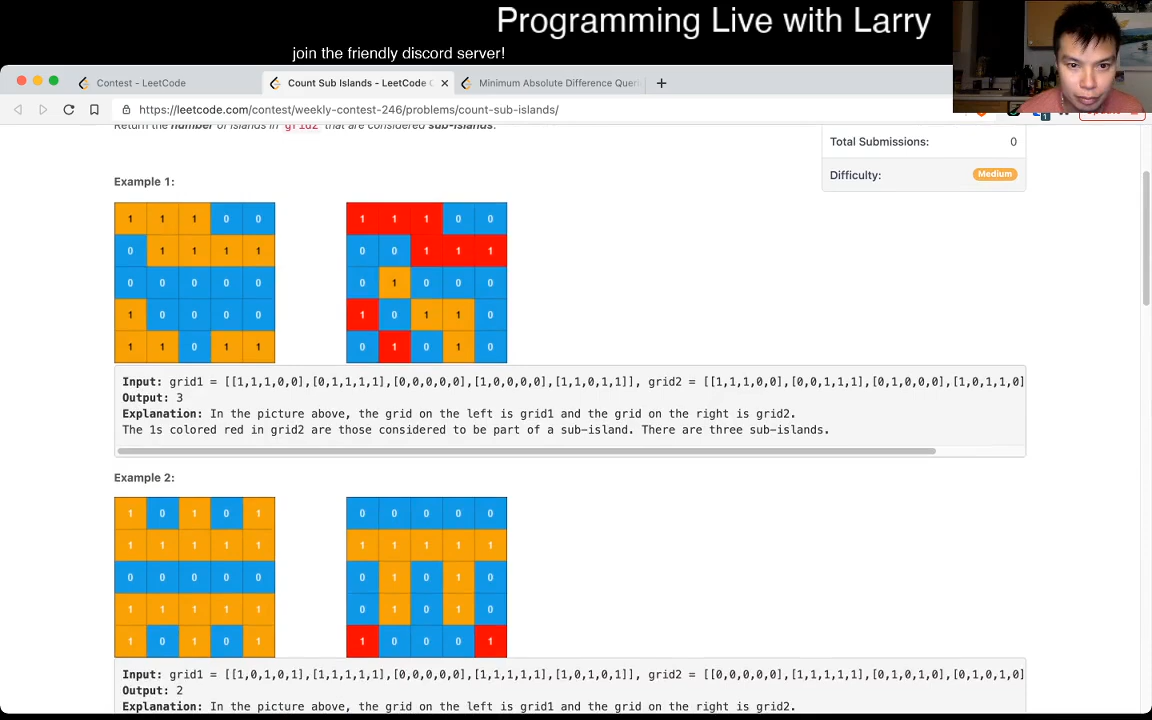 Programming Live with Larry
join the friendly discord server!
Contest - LeetCode
Count Sub Islands - LeetCode C
Minimum Absolute Difference Quer
https://leetcode.com/contest/weekly-contest-246/problems/count-sub-islands/
Return the number of islands in grid2 that are considered sub-islands.
Total Submissions: 0
Difficulty: Medium
Example 1:
1 1 1 0 0 1 1 1 0 0
0 1 1 1 1 0 0 1 1 1
0 0 0 0 0 0 1 0 0 0
1 0 0 0 0 1 0 1 1 0
1 1 0 1 1 0 1 0 1 0
Input: grid1 = [[1,1,1,0,0],[0,1,1,1,1],[0,0,0,0,0],[1,0,0,0,0],[1,1,0,1,1]], grid2 = [[1,1,1,0,0],[0,0,1,1,1],[0,1,0,0,0],[1,0,1,1,0]
Output: 3
Explanation: In the picture above, the grid on the left is grid1 and the grid on the right is grid2.
The 1s colored red in grid2 are those considered to be part of a sub-island. There are three sub-islands.
Example 2:
1 0 1 0 1 0 0 0 0 0
1 1 1 1 1 1 1 1 1 1
0 0 0 0 0 0 1 0 1 0
1 1 1 1 1 0 1 0 1 0
1 0 1 0 1 1 0 0 0 1
Input: grid1 = [[1,0,1,0,1],[1,1,1,1,1],[0,0,0,0,0],[1,1,1,1,1],[1,0,1,0,1]], grid2 = [[0,0,0,0,0],[1,1,1,1,1],[0,1,0,1,0],[0,1,0,1,0]
Output: 2
Explanation: In the picture above, the grid on the left is grid1 and the grid on the right is grid2.